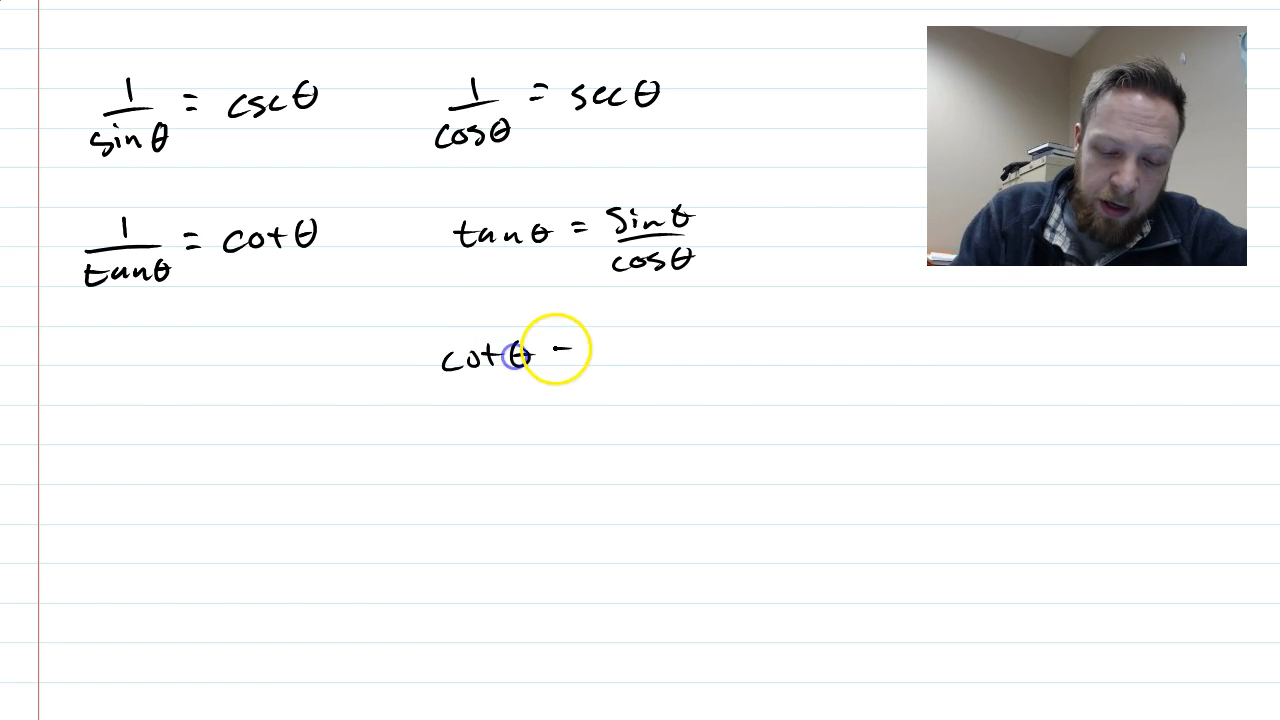 1/sinθ = cscθ    1/cosθ = secθ
1/tanθ = cotθ    tanθ = sinθ/cosθ
cotθ -